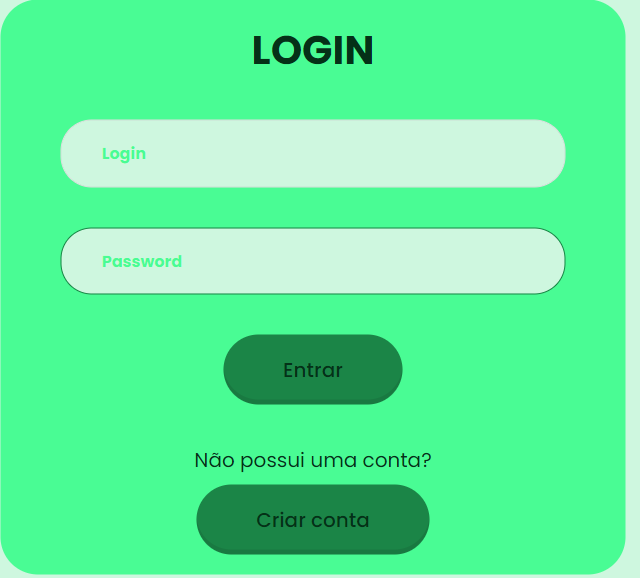 LOGIN
Login
Password
Entrar
Não possui uma conta?
Criar conta